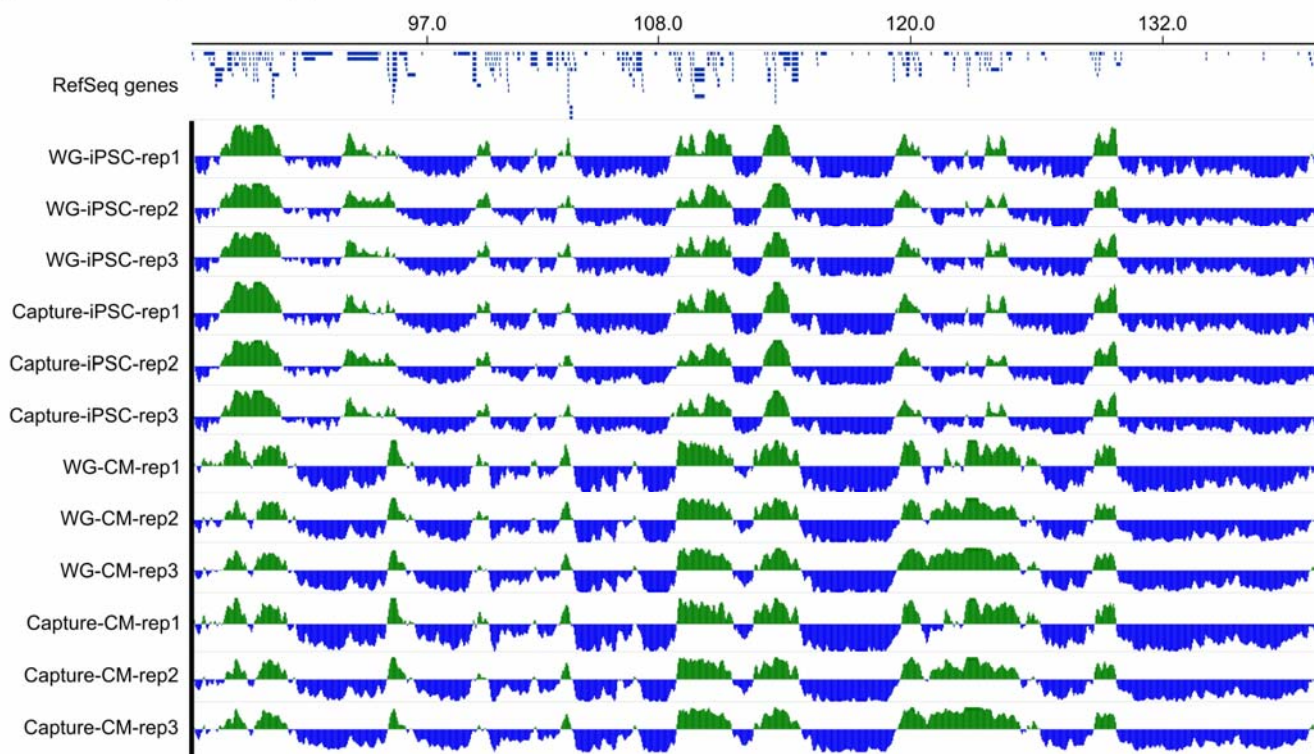 97.0 108.0 120.0 132.0
RefSeq genes
WG-iPSC-rep1
WG-iPSC-rep2
WG-iPSC-rep3
Capture-iPSC-rep1
Capture-iPSC-rep2
Capture-iPSC-rep3
WG-CM-rep1
WG-CM-rep2
WG-CM-rep3
Capture-CM-rep1
Capture-CM-rep2
Capture-CM-rep3